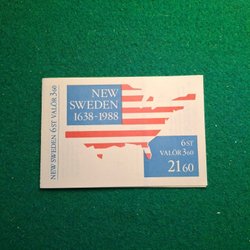 NEW SWEDEN 6ST VALÖR 3.60
NEW
SWEDEN
1638-1988
6ST
VALÖR 3 60
21 60